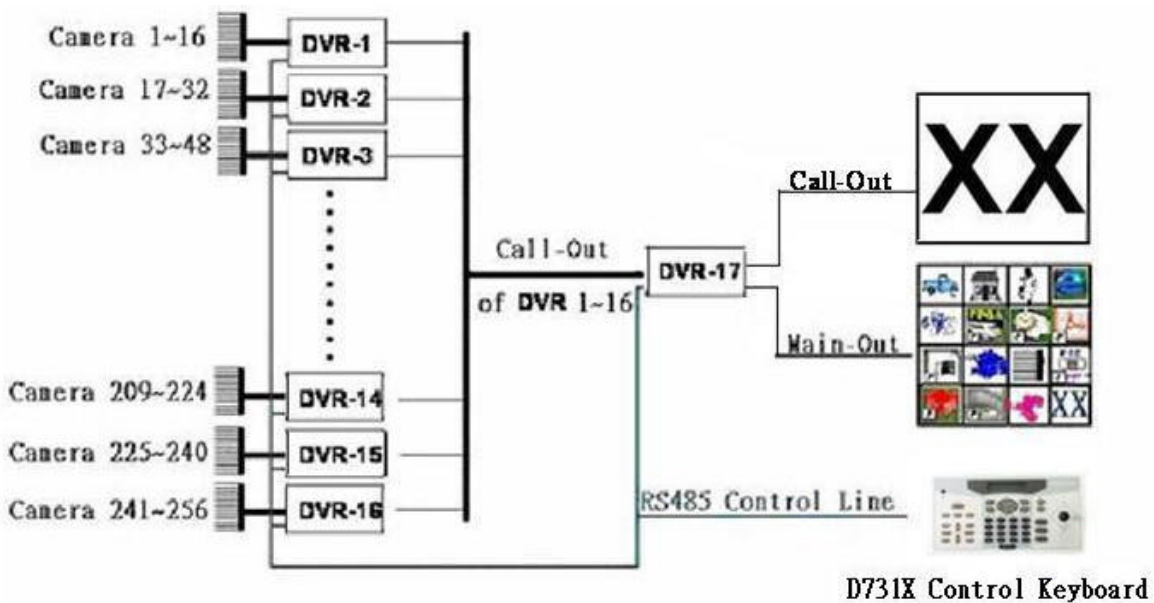 Camera 1~16
DVR-1
Camera 17~32
DVR-2
Camera 33~48
DVR-3
Call-Out
XX
Call-Out
of DVR 1~16
DVR-17
Main-Out
XX
Camera 209~224
DVR-14
Camera 225~240
DVR-15
Camera 241~256
DVR-16
RS485 Control Line
D731X Control Keyboard